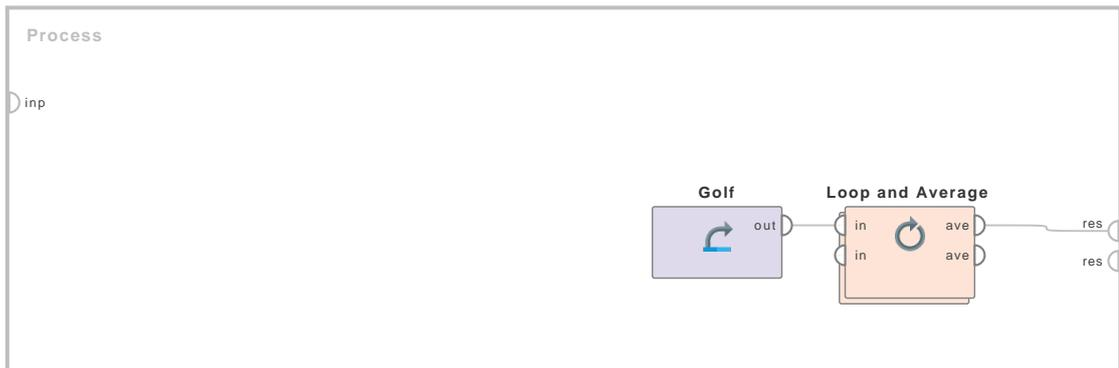 Process
inp
Golf
Loop and Average
out
in
ave
res
in
ave
res